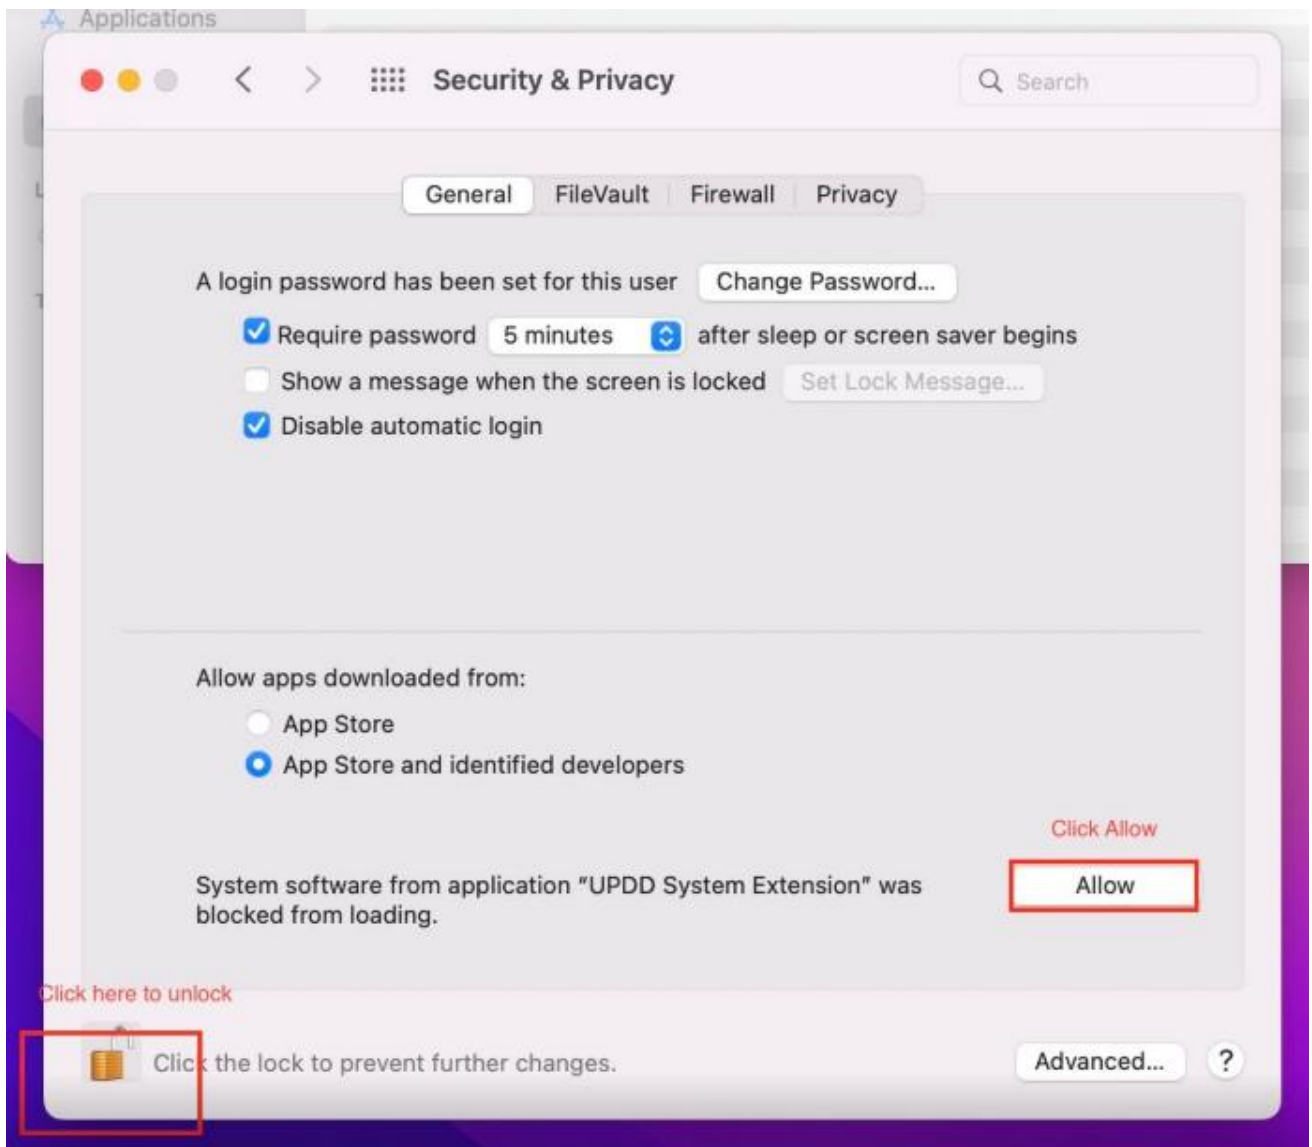 Applications
Security & Privacy
Search
General
FileVault
Firewall
Privacy
A login password has been set for this user
Change Password...
Require password
5 minutes
after sleep or screen saver begins
Show a message when the screen is locked
Set Lock Message...
Disable automatic login
Allow apps downloaded from:
App Store
App Store and identified developers
Click Allow
System software from application “UPDD System Extension” was
blocked from loading.
Allow
Click here to unlock
Click the lock to prevent further changes.
Advanced...
?